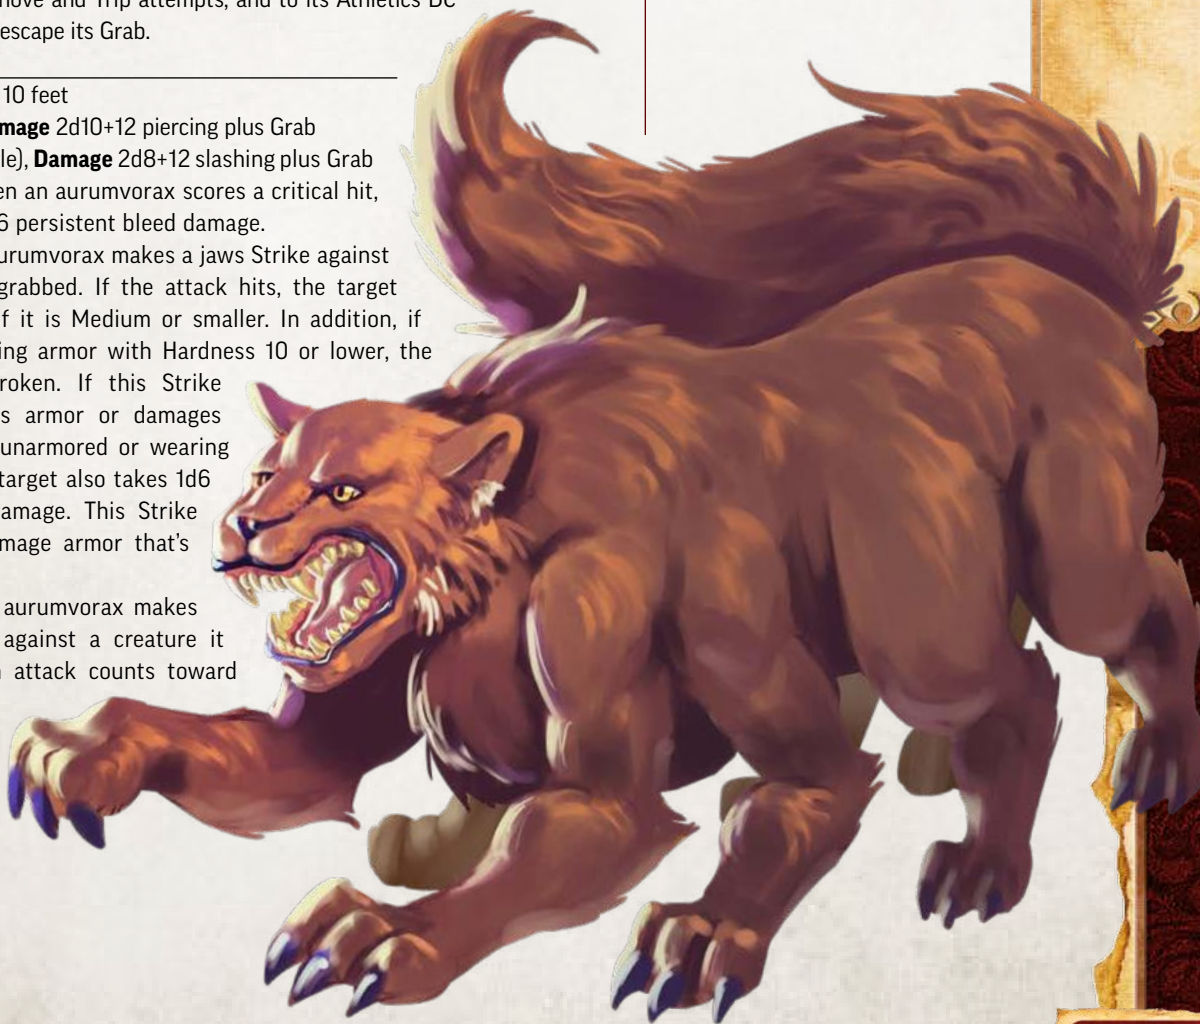 nove and Trip attempts, and to its Athletics DC
escape its Grab.
10 feet
mage 2d10+12 piercing plus Grab
le), Damage 2d8+12 slashing plus Grab
en an aurumvorax scores a critical hit,
6 persistent bleed damage.
urumvorax makes a jaws Strike against
grabbed. If the attack hits, the target
f it is Medium or smaller. In addition, if
ing armor with Hardness 10 or lower, the
roken. If this Strike
s armor or damages
unarmored or wearing
target also takes 1d6
amage. This Strike
mage armor that's
aurumvorax makes
against a creature it
attack counts toward